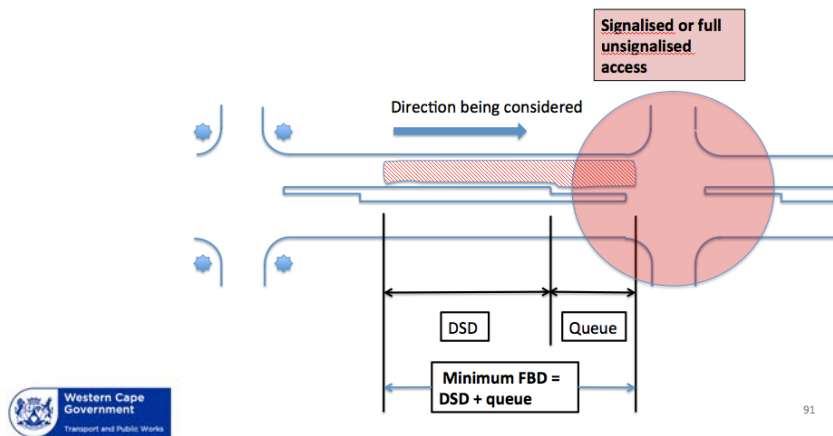 Signalised or full
unsignalised
access
Direction being considered
DSD
Queue
Minimum FBD =
DSD + queue
Western Cape
Government
Transport and Public Works
91